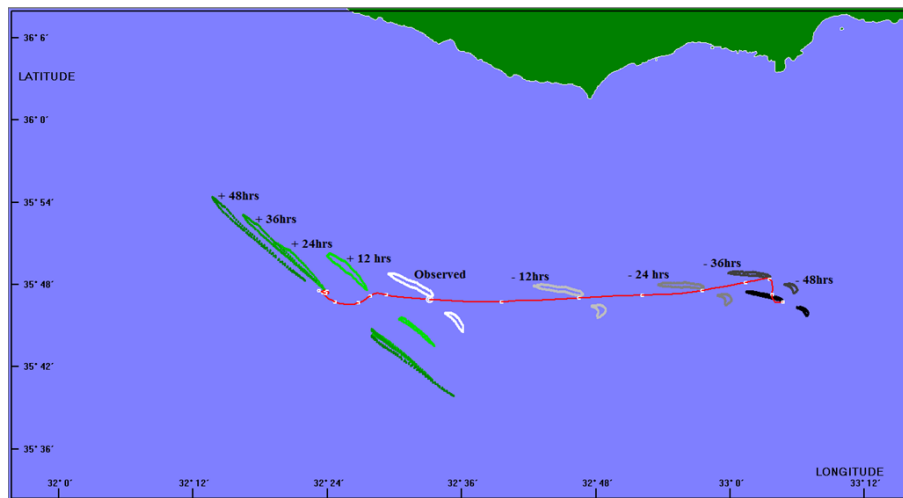 36° 6´
LATITUDE
36° 0´
35° 54´
+ 48hrs
+ 36hrs
+ 24hrs
+ 12 hrs
Observed
- 12hrs
- 24 hrs
- 36hrs
- 48hrs
35° 48´
35° 42´
35° 36´
LONGITUDE
32° 0´ 32° 12´ 32° 24´ 32° 36´ 32° 48´ 33° 0´ 33° 12´